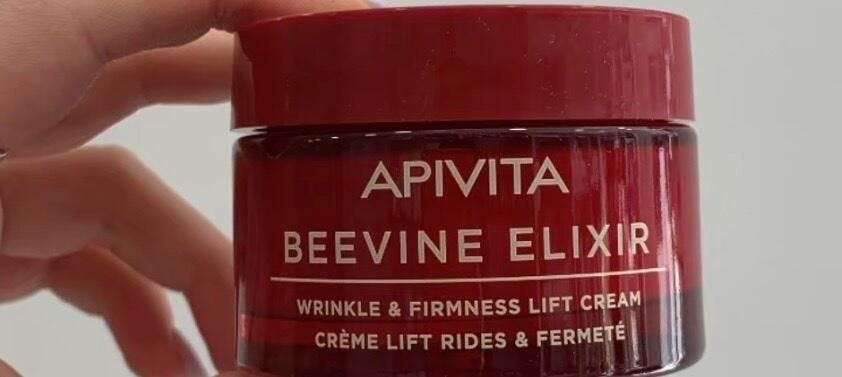 APIVITA
BEEVINE ELIXIR
WRINKLE & FIRMNESS LIFT CREAM
CRÈME LIFT RIDES & FERMETÉ